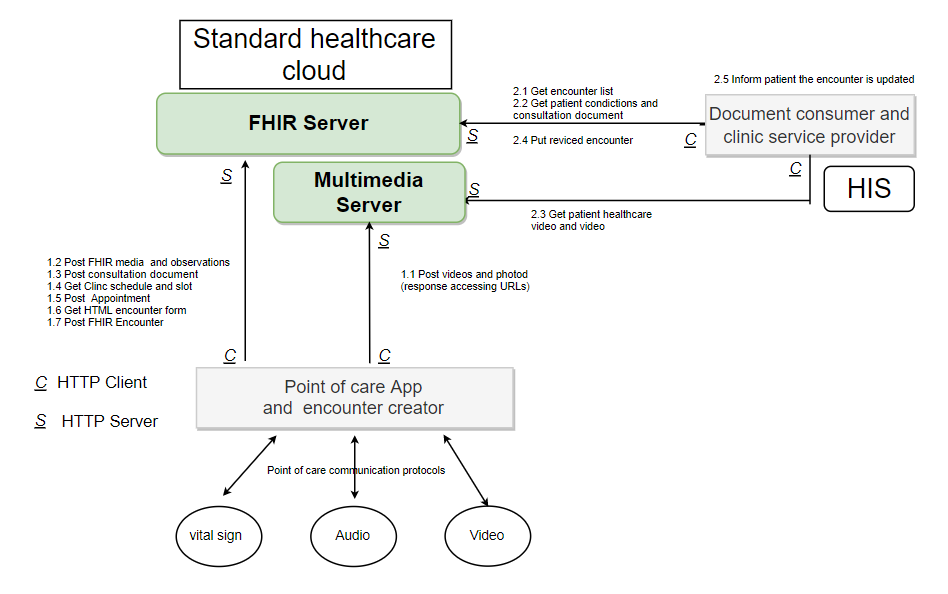 Standard healthcare
cloud
2.5 Inform patient the encounter is updated
2.1 Get encounter list
2.2 Get patient condictions and
consultation document
FHIR Server
S
2.4 Put reviced encounter
C
Document consumer and
clinic service provider
S
Multimedia
Server
S
C
HIS
2.3 Get patient healthcare
video and video
S
1.2 Post FHIR media and observations
1.3 Post consultation document
1.4 Get Clinc schedule and slot
1.5 Post Appointment
1.6 Get HTML encounter form
1.7 Post FHIR Encounter
1.1 Post videos and photod
(response accessing URLs)
C
C
C HTTP Client
S HTTP Server
Point of care App
and encounter creator
Point of care communication protocols
vital sign
Audio
Video